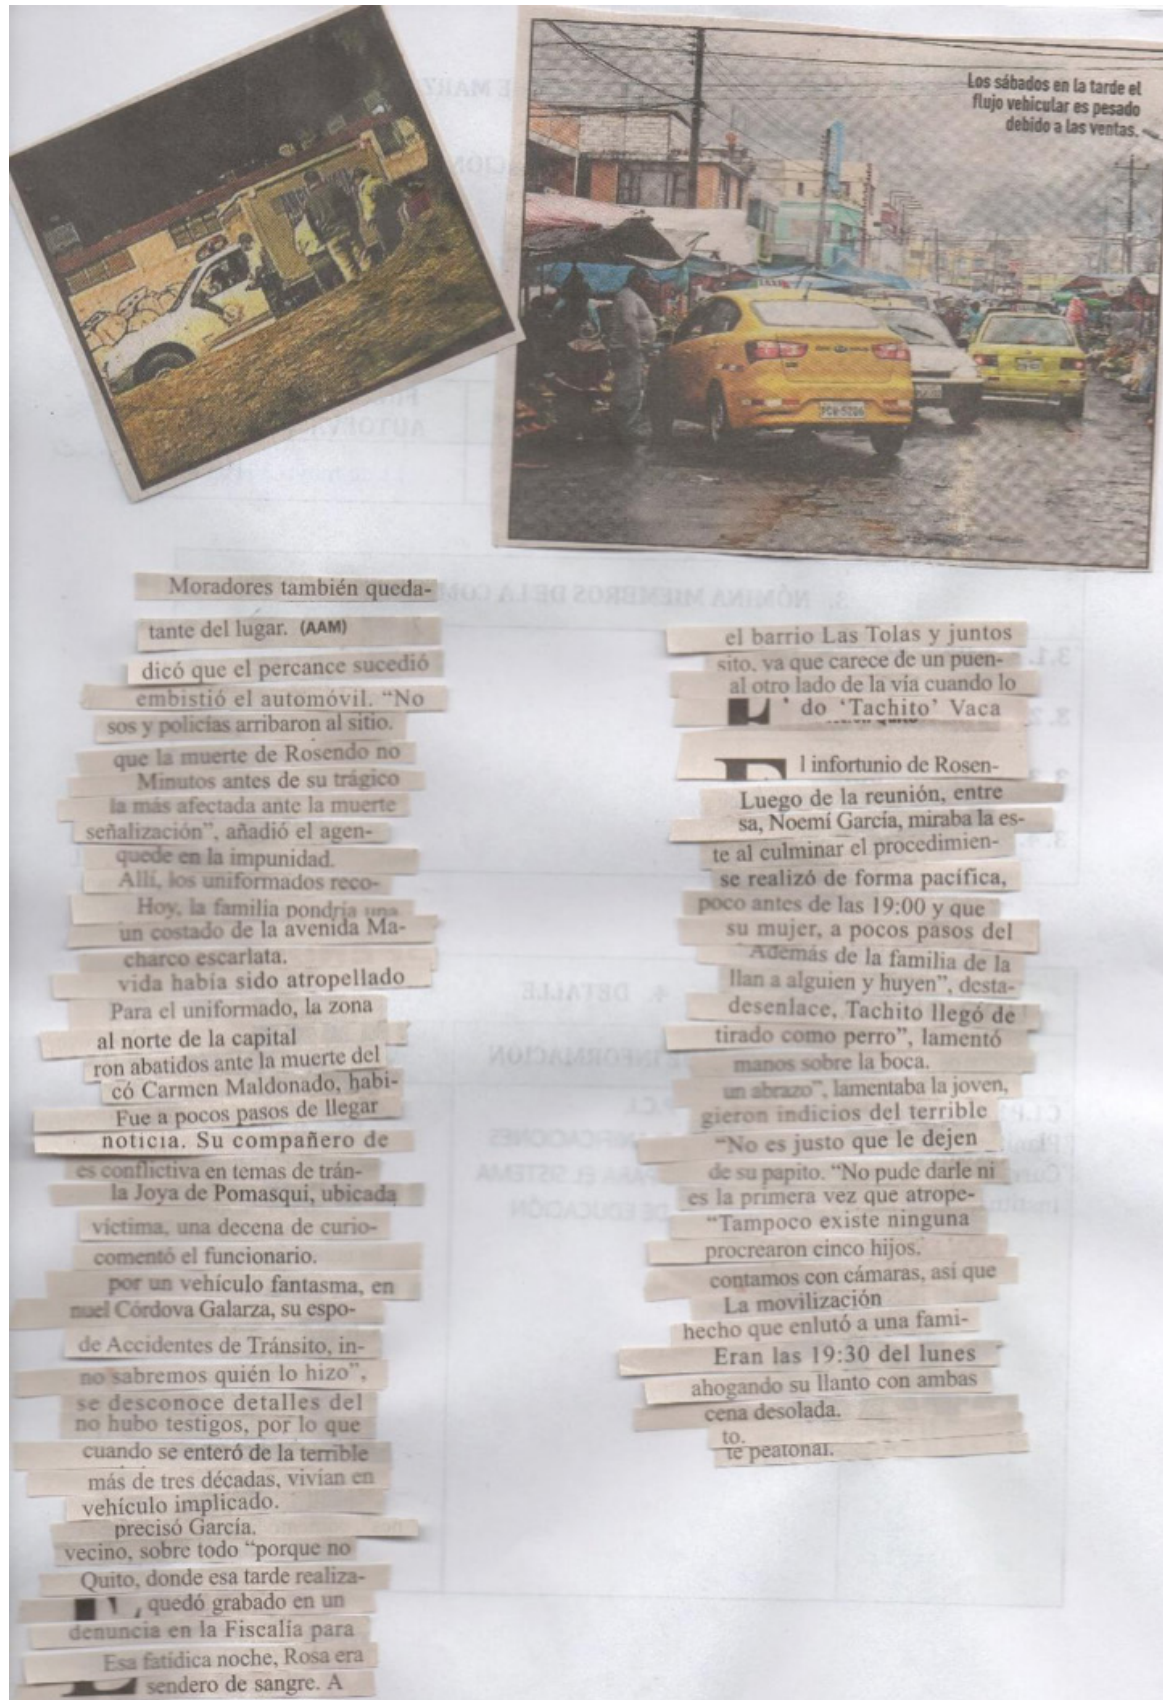 Los sábados en la tarde el
flujo vehicular es pesado
debido a las ventas.
TAXI
PCW-5206
Moradores también queda-
tante del lugar. (AAM)
dicó que el percance sucedió
embistió el automóvil. “No
sos y policías arribaron al sitio.
que la muerte de Rosendo no
Minutos antes de su trágico
la más afectada ante la muerte
señalización”, añadió el agen-
quede en la impunidad.
Allí, los uniformados reco-
Hoy, la familia pondría una
un costado de la avenida Ma-
charco escarlata.
vida había sido atropellado
Para el uniformado, la zona
al norte de la capital
ron abatidos ante la muerte del
có Carmen Maldonado, habi-
Fue a pocos pasos de llegar
noticia. Su compañero de
es conflictiva en temas de trán-
la Joya de Pomasqui, ubicada
víctima, una decena de curio-
comentó el funcionario.
por un vehículo fantasma, en
nuel Córdova Galarza, su espo-
de Accidentes de Tránsito, in-
no sabremos quién lo hizo”,
se desconoce detalles del
no hubo testigos, por lo que
cuando se enteró de la terrible
más de tres décadas, vivían en
vehículo implicado.
precisó García.
vecino, sobre todo “porque no
Quito, donde esa tarde realiza-
quedó grabado en un
denuncia en la Fiscalía para
Esa fatídica noche, Rosa era
sendero de sangre. A
el barrio Las Tolas y juntos
sito, ya que carece de un puen-
al otro lado de la vía cuando lo
do ‘Tachito’ Vaca
El infortunio de Rosen-
Luego de la reunión, entre
sa, Noemí García, miraba la es-
te al culminar el procedimien-
se realizó de forma pacífica,
poco antes de las 19:00 y que
su mujer, a pocos pasos del
Además de la familia de la
llan a alguien y huyen”, desta-
desenlace, Tachito llegó de
tirado como perro”, lamentó
manos sobre la boca.
un abrazo”, lamentaba la joven,
gieron indicios del terrible
“No es justo que le dejen
de su papito. “No pude darle ni
es la primera vez que atrope-
“Tampoco existe ninguna
procrearon cinco hijos.
contamos con cámaras, así que
La movilización
hecho que enlutó a una fami-
Eran las 19:30 del lunes
ahogando su llanto con ambas
cena desolada.
to.
te peatonal.